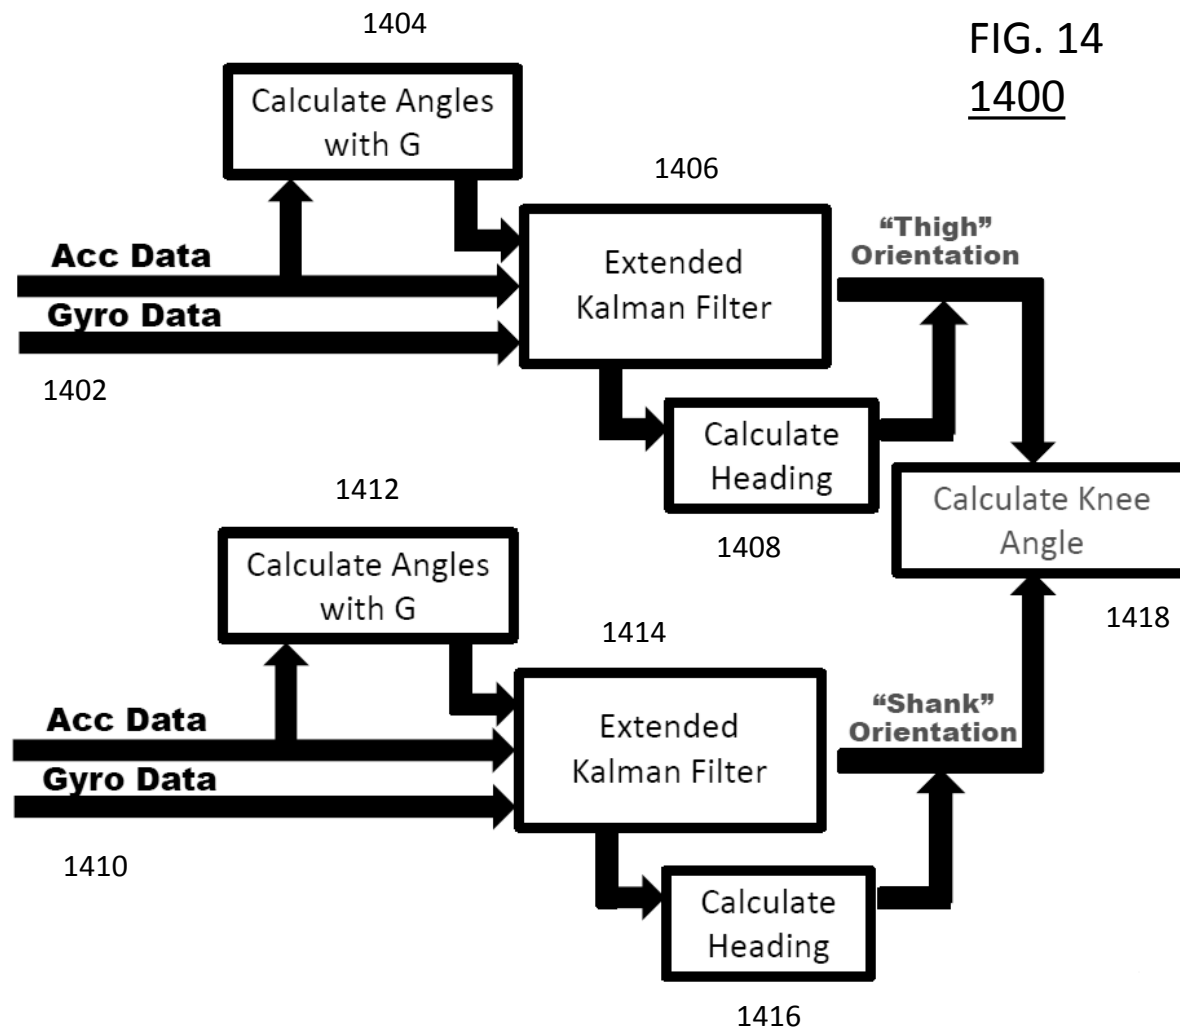 1404
FIG. 14
1400
Calculate Angles
with G
1406
"Thigh"
Orientation
Acc Data
Extended
Kalman Filter
Gyro Data
1402
Calculate
Heading
1408
1412
Calculate Knee
Angle
1418
Calculate Angles
with G
1414
"Shank"
Orientation
Acc Data
Extended
Kalman Filter
Gyro Data
1410
Calculate
Heading
1416